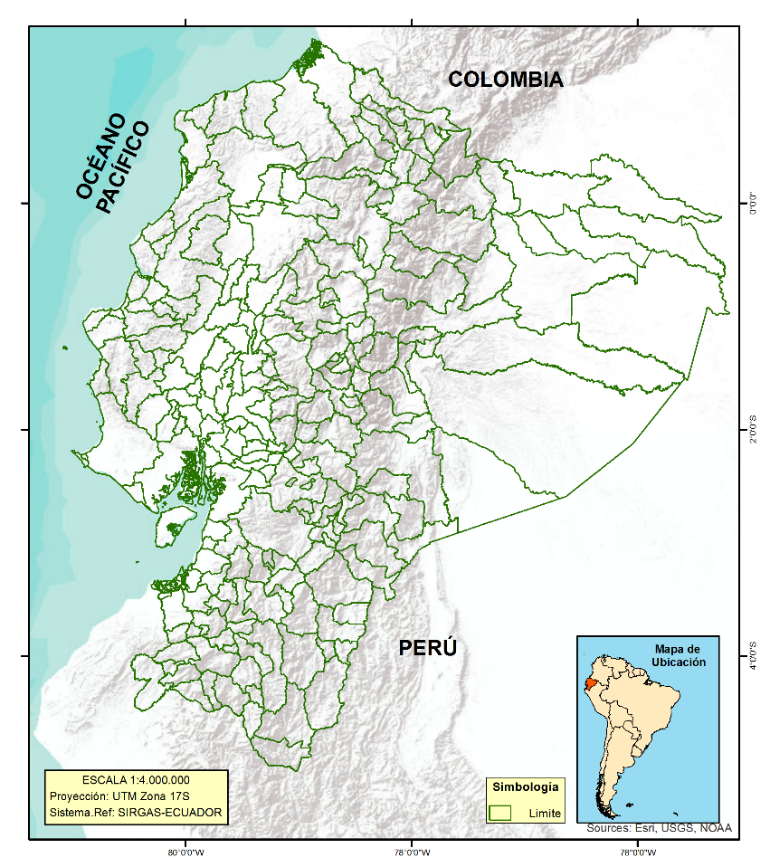 COLOMBIA
OCÉANO
PACÍFICO
0°0'0"
2°0'0"S
PERÚ
4°0'0"S
Mapa de
Ubicación
ESCALA 1:4.000.000
Proyección: UTM Zona 17S
Sistema.Ref: SIRGAS-ECUADOR
Simbología
Limite
Sources: Esri, USGS, NOAA
80°0'0"W
78°0'0"W
76°0'0"W